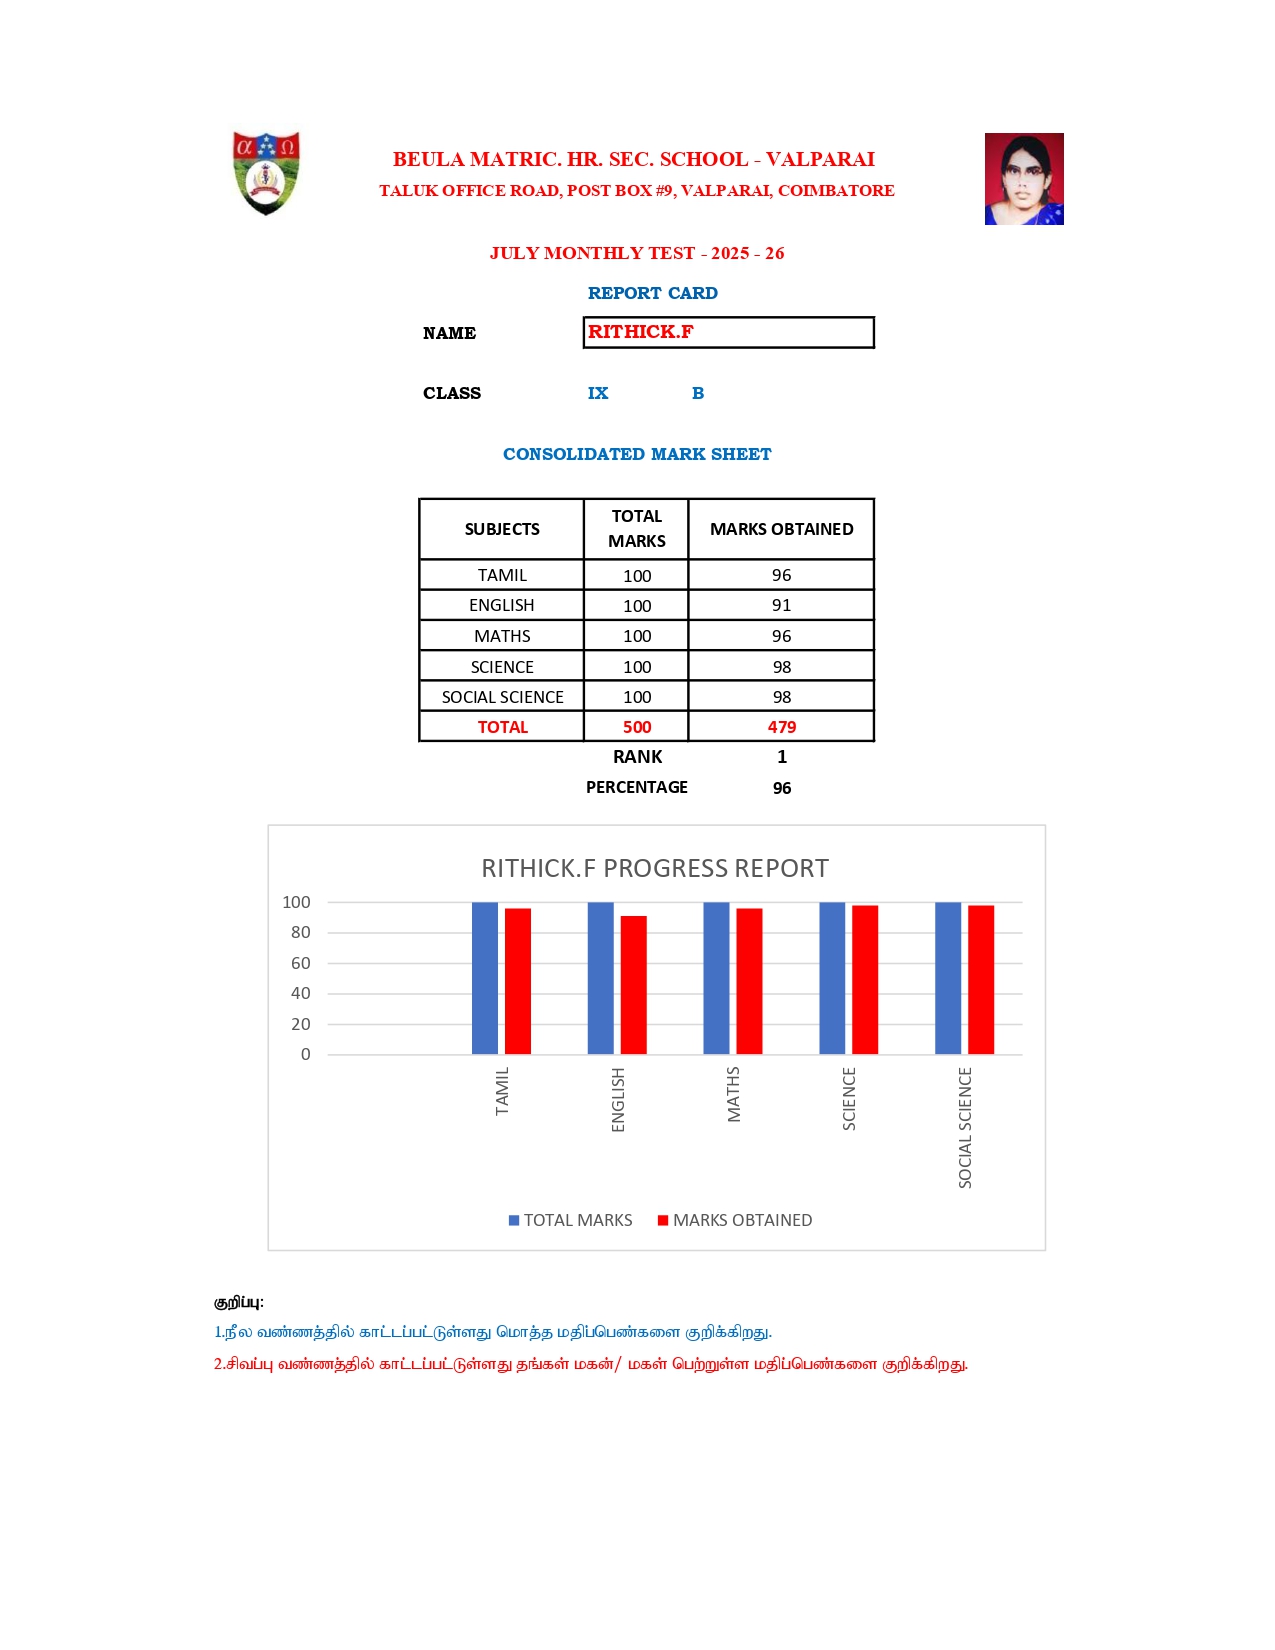 α Ω
BEULA MATRIC. HR. SEC. SCHOOL - VALPARAI
TALUK OFFICE ROAD, POST BOX #9, VALPARAI, COIMBATORE
JULY MONTHLY TEST - 2025 - 26
REPORT CARD
NAME RITHICK.F
CLASS IX B
CONSOLIDATED MARK SHEET
SUBJECTS TOTAL MARKS MARKS OBTAINED
TAMIL 100 96
ENGLISH 100 91
MATHS 100 96
SCIENCE 100 98
SOCIAL SCIENCE 100 98
TOTAL 500 479
RANK 1
PERCENTAGE 96
RITHICK.F PROGRESS REPORT
100
80
60
40
20
0
TAMIL
ENGLISH
MATHS
SCIENCE
SOCIAL SCIENCE
TOTAL MARKS MARKS OBTAINED
குறிப்பு:
1.நீல வண்ணத்தில் காட்டப்பட்டுள்ளது மொத்த மதிப்பெண்களை குறிக்கிறது.
2.சிவப்பு வண்ணத்தில் காட்டப்பட்டுள்ளது தங்கள் மகன்/ மகள் பெற்றுள்ள மதிப்பெண்களை குறிக்கிறது.